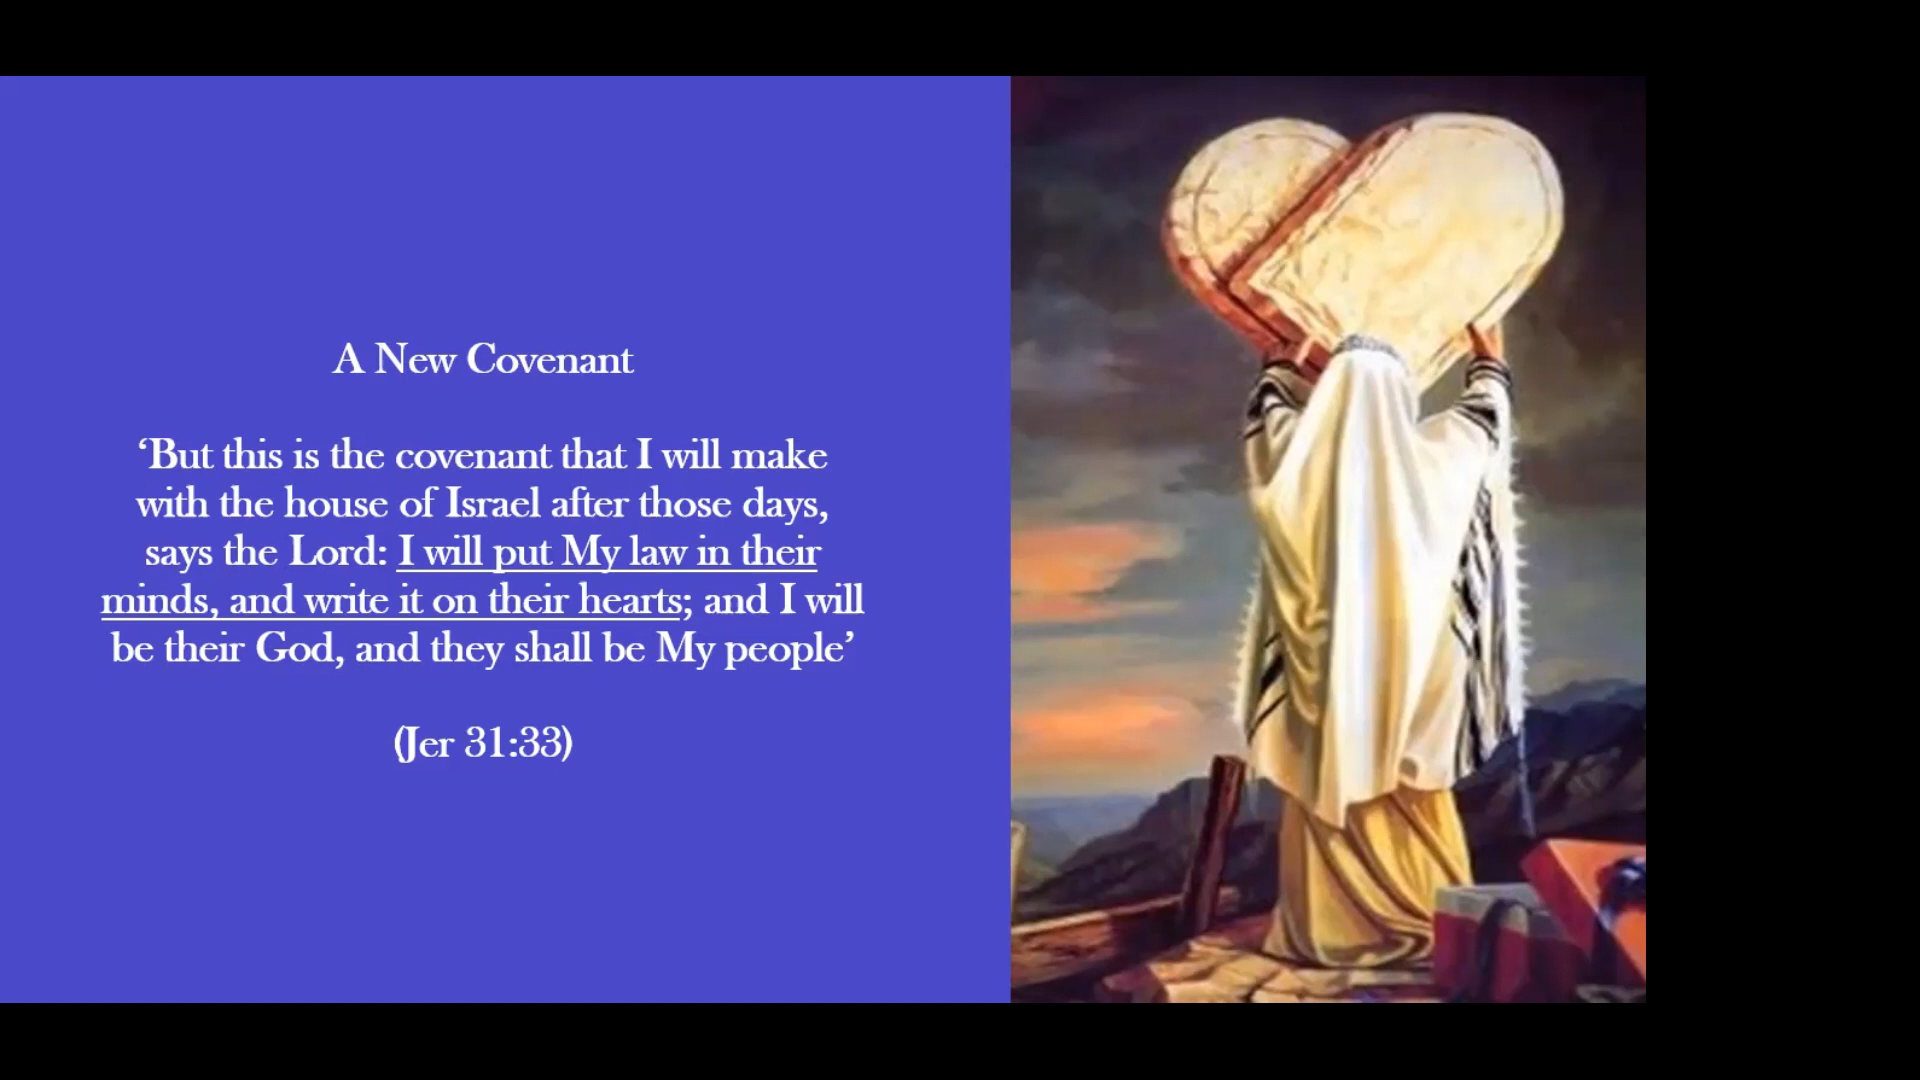 A New Covenant
‘But this is the covenant that I will make
with the house of Israel after those days,
says the Lord: I will put My law in their
minds, and write it on their hearts; and I will
be their God, and they shall be My people’
(Jer 31:33)